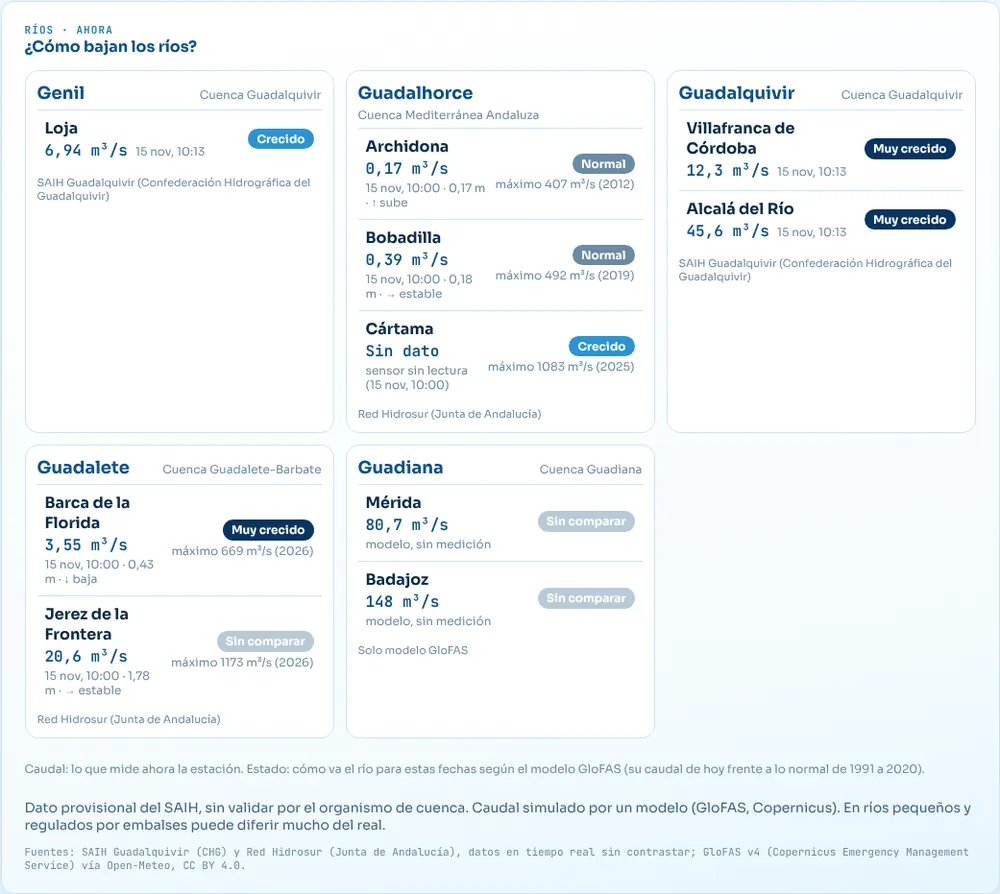 RÍOS · AHORA
¿Cómo bajan los ríos?
Genil
Cuenca Guadalquivir
Loja
6,94 m³/s 15 nov, 10:13
Crecido
SAIH Guadalquivir (Confederación Hidrográfica del
Guadalquivir)
Guadalhorce
Cuenca Mediterránea Andaluza
Archidona
0,17 m³/s
15 nov, 10:00 · 0,17 m
· ↑ sube
Normal
máximo 407 m³/s (2012)
Bobadilla
0,39 m³/s
15 nov, 10:00 · 0,18
m · → estable
Normal
máximo 492 m³/s (2019)
Cártama
Sin dato
sensor sin lectura
(15 nov, 10:00)
Crecido
máximo 1083 m³/s (2025)
Red Hidrosur (Junta de Andalucía)
Guadalquivir
Cuenca Guadalquivir
Villafranca de
Córdoba
12,3 m³/s 15 nov, 10:13
Muy crecido
Alcalá del Río
45,6 m³/s 15 nov, 10:13
Muy crecido
SAIH Guadalquivir (Confederación Hidrográfica del
Guadalquivir)
Guadalete
Cuenca Guadalete-Barbate
Barca de la
Florida
3,55 m³/s
15 nov, 10:00 · 0,43
m · ↓ baja
Muy crecido
máximo 669 m³/s (2026)
Jerez de la
Frontera
20,6 m³/s
15 nov, 10:00 · 1,78
m · → estable
Sin comparar
máximo 1173 m³/s (2026)
Red Hidrosur (Junta de Andalucía)
Guadiana
Cuenca Guadiana
Mérida
80,7 m³/s
modelo, sin medición
Sin comparar
Badajoz
148 m³/s
modelo, sin medición
Sin comparar
Solo modelo GloFAS
Caudal: lo que mide ahora la estación. Estado: cómo va el río para estas fechas según el modelo GloFAS (su caudal de hoy frente a lo normal de 1991 a 2020).
Dato provisional del SAIH, sin validar por el organismo de cuenca. Caudal simulado por un modelo (GloFAS, Copernicus). En ríos pequeños y
regulados por embalses puede diferir mucho del real.
Fuentes: SAIH Guadalquivir (CHG) y Red Hidrosur (Junta de Andalucía), datos en tiempo real sin contrastar; GloFAS v4 (Copernicus Emergency Management
Service) vía Open-Meteo, CC BY 4.0.